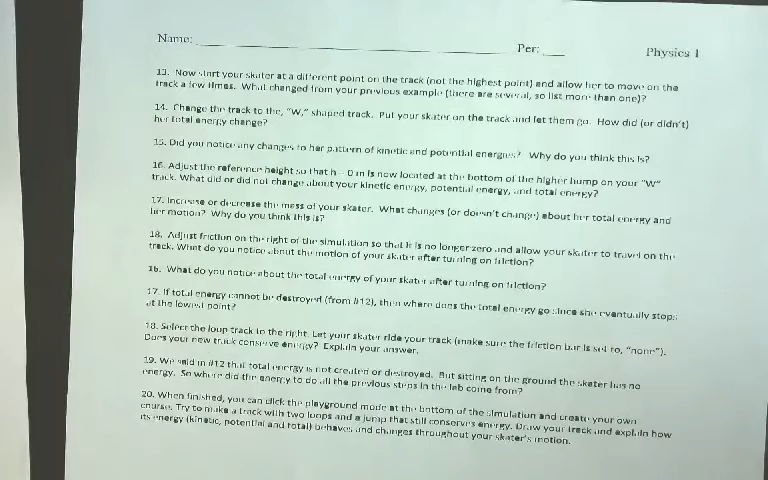 Name: ____________ Per: ___ Physics 1
13. Now start your skater at a different point on the track (not the highest point) and allow her to move on the
track a few times. What changed from your previous example (there are several, so list more than one)?
14. Change the track to the, "W," shaped track. Put your skater on the track and let them go. How did (or didn't)
her total energy change?
15. Did you notice any changes to her pattern of kinetic and potential energies? Why do you think this is?
16. Adjust the reference height so that h = 0 m is now located at the bottom of the higher hump on your "W"
track. What did or did not change about your kinetic energy, potential energy, and total energy?
17. Increase or decrease the mass of your skater. What changes (or doesn't change) about her total energy and
her motion? Why do you think this is?
18. Adjust friction on the right of the simulation so that it is no longer zero and allow your skater to travel on the
track. What do you notice about the motion of your skater after turning on friction?
16. What do you notice about the total energy of your skater after turning on friction?
17. If total energy cannot be destroyed (from #12), then where does the total energy go since she eventually stops
at the lowest point?
18. Select the loop track to the right. Let your skater ride your track (make sure the friction bar is set to, "none").
Does your new track conserve energy? Explain your answer.
19. We said in #12 that total energy is not created or destroyed. But sitting on the ground the skater has no
energy. So where did the energy to do all the previous steps in the lab come from?
20. When finished, you can click the playground mode at the bottom of the simulation and create your own
course. Try to make a track with two loops and a jump that still conserves energy. Draw your track and explain how
its energy (kinetic, potential and total) behaves and changes throughout your skater's motion.